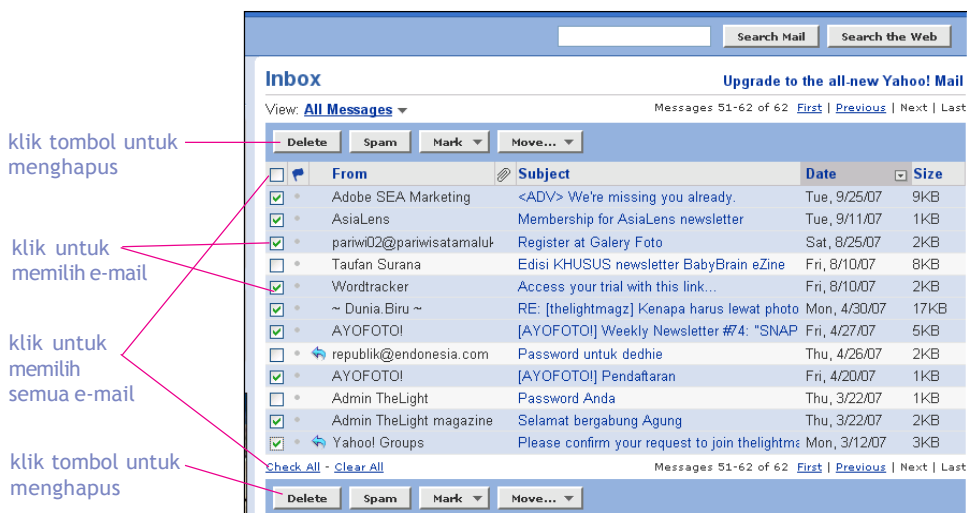 Search Mail Search the Web
Inbox
Upgrade to the all-new Yahoo! Mail
View: All Messages Messages 51-62 of 62 First | Previous | Next | Last
klik tombol untuk
menghapus
Delete Spam Mark Move...
From Subject Date Size
Adobe SEA Marketing <ADV> We're missing you already. Tue, 9/25/07 9KB
AsiaLens Membership for AsiaLens newsletter Tue, 9/11/07 1KB
klik untuk
memilih e-mail
pariwi02@pariwisatamaluk Register at Galery Foto Sat, 8/25/07 2KB
Taufan Surana Edisi KHUSUS newsletter BabyBrain eZine Fri, 8/10/07 8KB
Wordtracker Access your trial with this link... Fri, 8/10/07 2KB
~ Dunia.Biru ~ RE: [thelightmagz] Kenapa harus lewat photo Mon, 4/30/07 17KB
AYOFOTO! [AYOFOTO!] Weekly Newsletter #74: "SNAP Fri, 4/27/07 5KB
klik untuk
memilih
semua e-mail
republik@endonesia.com Password untuk dedhie Thu, 4/26/07 2KB
AYOFOTO! [AYOFOTO!] Pendaftaran Fri, 4/20/07 1KB
Admin TheLight Password Anda Thu, 3/22/07 1KB
Admin TheLight magazine Selamat bergabung Agung Thu, 3/22/07 2KB
Yahoo! Groups Please confirm your request to join thelightma Mon, 3/12/07 3KB
Check All - Clear All Messages 51-62 of 62 First | Previous | Next | Last
klik tombol untuk
menghapus
Delete Spam Mark Move...